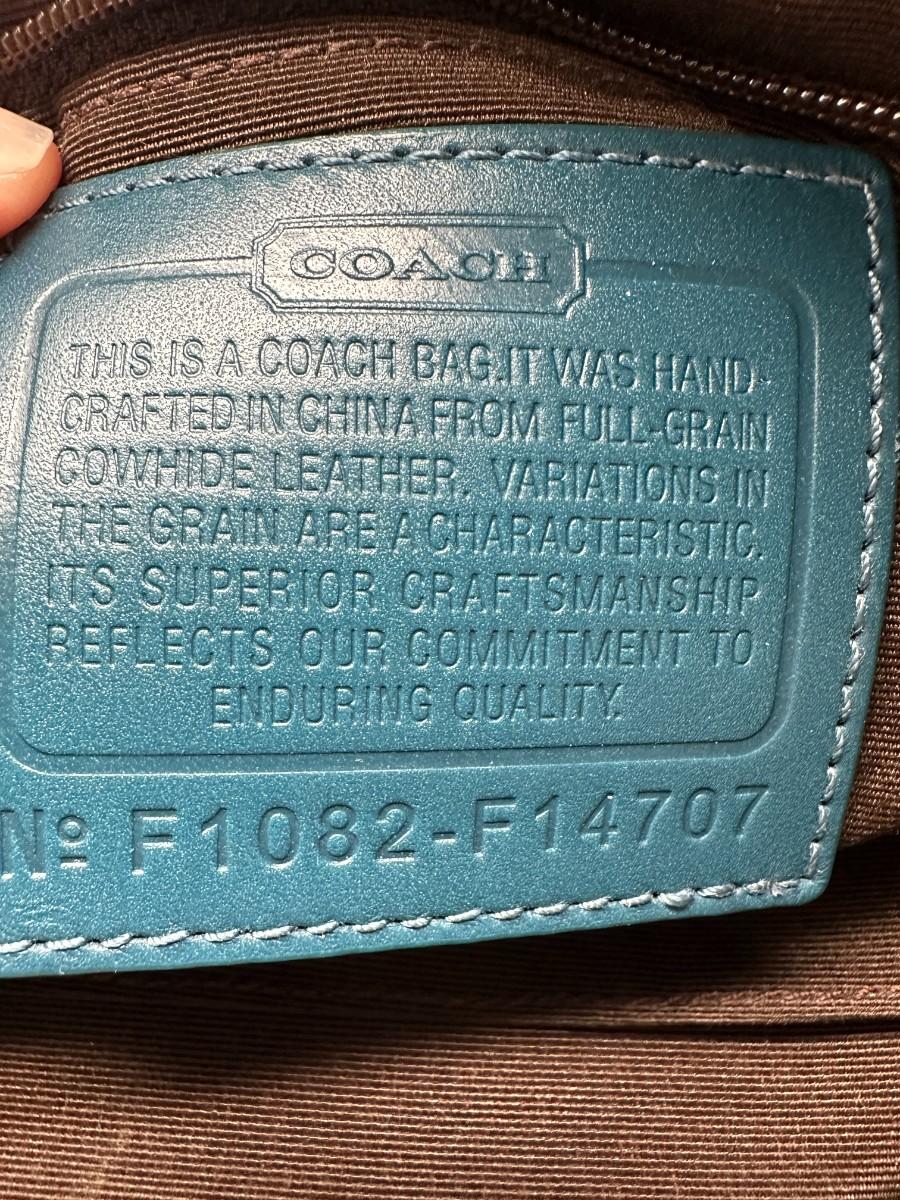 COACH
THIS IS A COACH BAG.IT WAS HAND-
CRAFTED IN CHINA FROM FULL-GRAIN
COWHIDE LEATHER. VARIATIONS IN
THE GRAIN ARE A CHARACTERISTIC.
ITS SUPERIOR CRAFTSMANSHIP
REFLECTS OUR COMMITMENT TO
ENDURING QUALITY.
Nº F1082-F14707